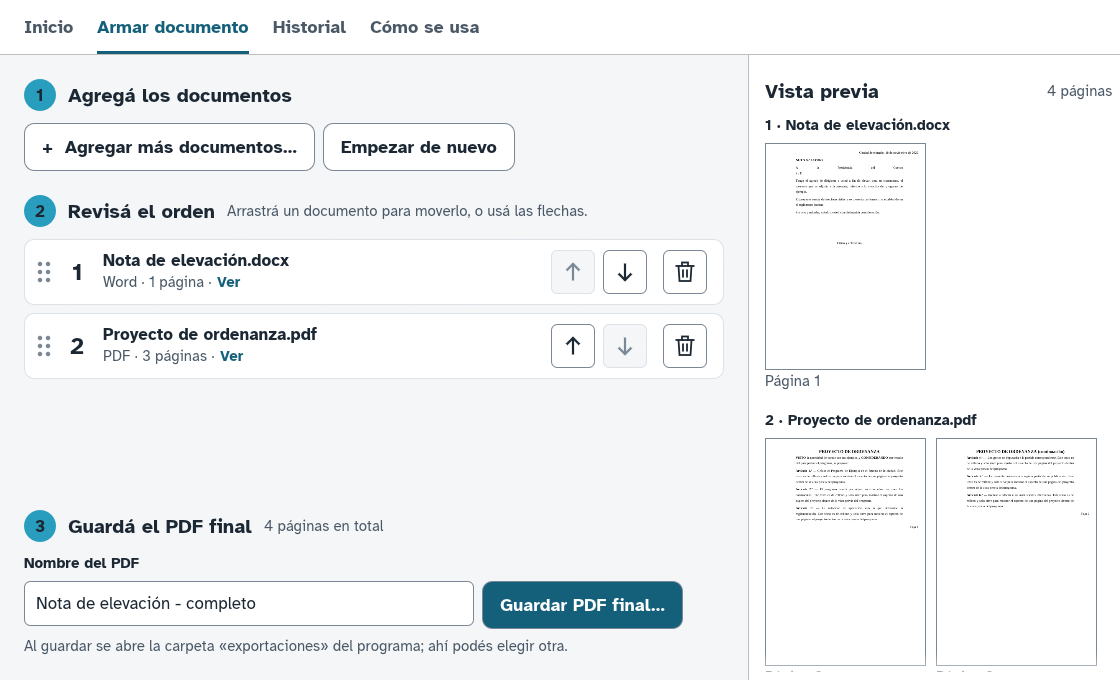 Inicio Armar documento Historial Cómo se usa
1 Agregá los documentos
+ Agregar más documentos... Empezar de nuevo
2 Revisá el orden Arrastrá un documento para moverlo, o usá las flechas.
1 Nota de elevación.docx
Word · 1 página · Ver
2 Proyecto de ordenanza.pdf
PDF · 3 páginas · Ver
3 Guardá el PDF final 4 páginas en total
Nombre del PDF
Nota de elevación - completo Guardar PDF final...
Al guardar se abre la carpeta «exportaciones» del programa; ahí podés elegir otra.
Vista previa 4 páginas
1 · Nota de elevación.docx
Página 1
2 · Proyecto de ordenanza.pdf
PROYECTO DE ORDENANZA
PROYECTO DE ORDENANZA (continuación)